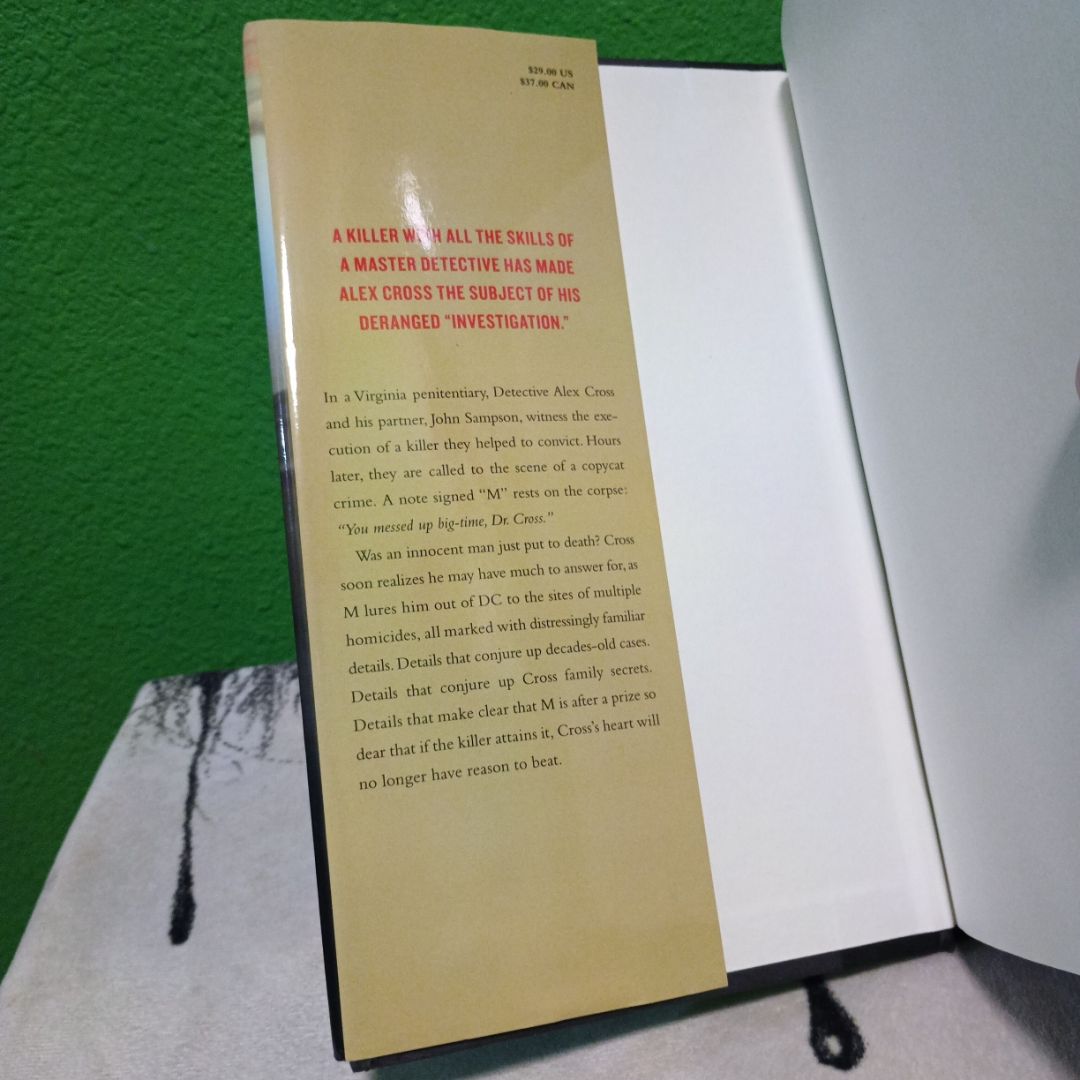 $29.00 US
$37.00 CAN
A KILLER WITH ALL THE SKILLS OF
A MASTER DETECTIVE HAS MADE
ALEX CROSS THE SUBJECT OF HIS
DERANGED “INVESTIGATION.”
In a Virginia penitentiary, Detective Alex Cross
and his partner, John Sampson, witness the exe-
cution of a killer they helped to convict. Hours
later, they are called to the scene of a copycat
crime. A note signed “M” rests on the corpse:
“You messed up big-time, Dr. Cross.”
Was an innocent man just put to death? Cross
soon realizes he may have much to answer for, as
M lures him out of DC to the sites of multiple
homicides, all marked with distressingly familiar
details. Details that conjure up decades-old cases.
Details that conjure up Cross family secrets.
Details that make clear that M is after a prize so
dear that if the killer attains it, Cross’s heart will
no longer have reason to beat.